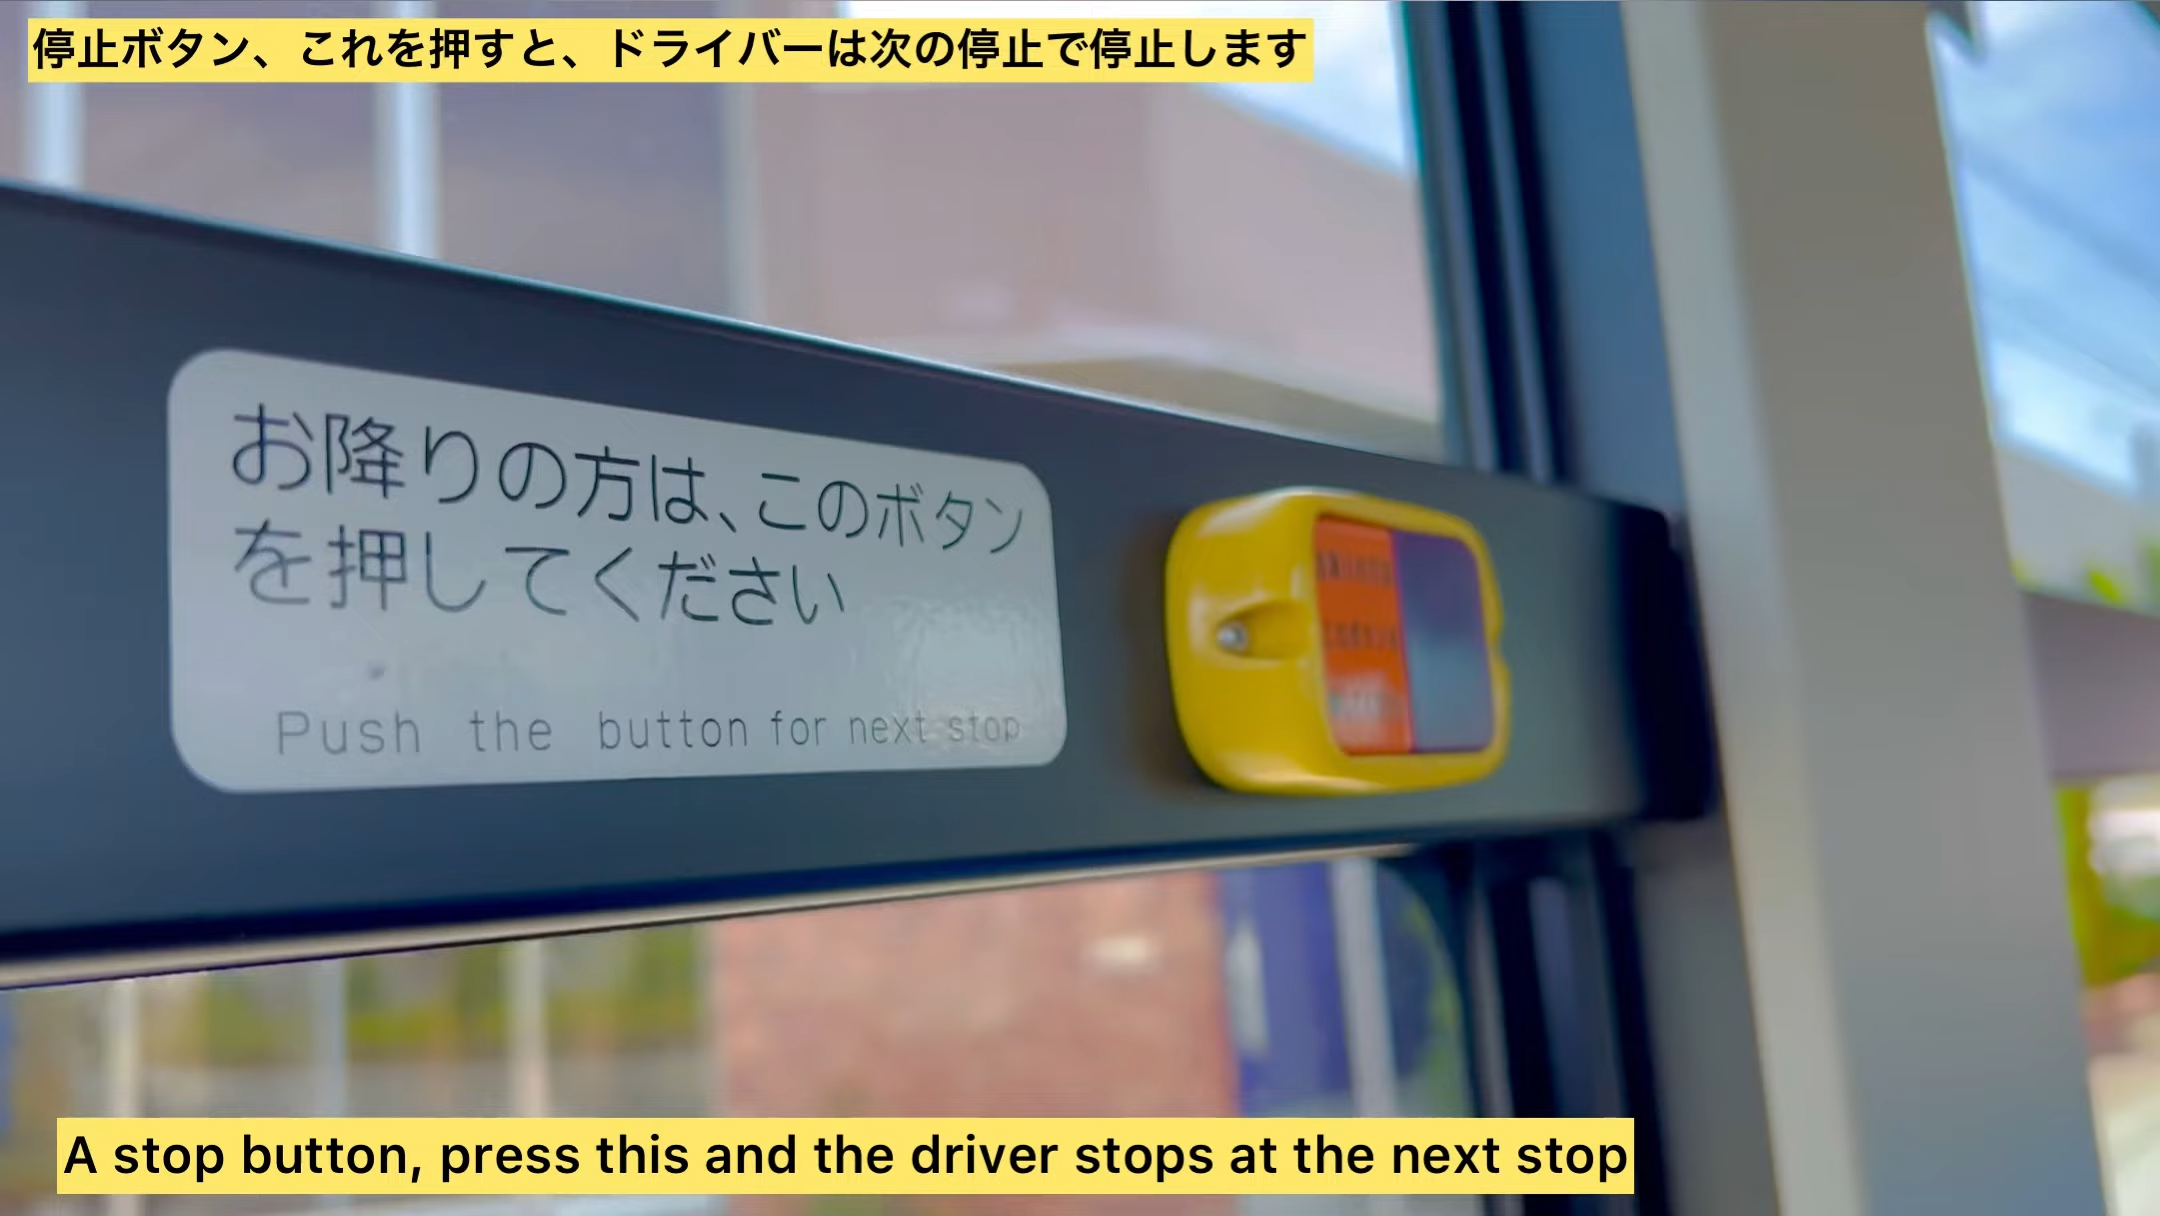 停止ボタン、これを押すと、ドライバーは次の停止で停止します
お降りの方は、このボタン
を押してください
Push the button for next stop
A stop button, press this and the driver stops at the next stop